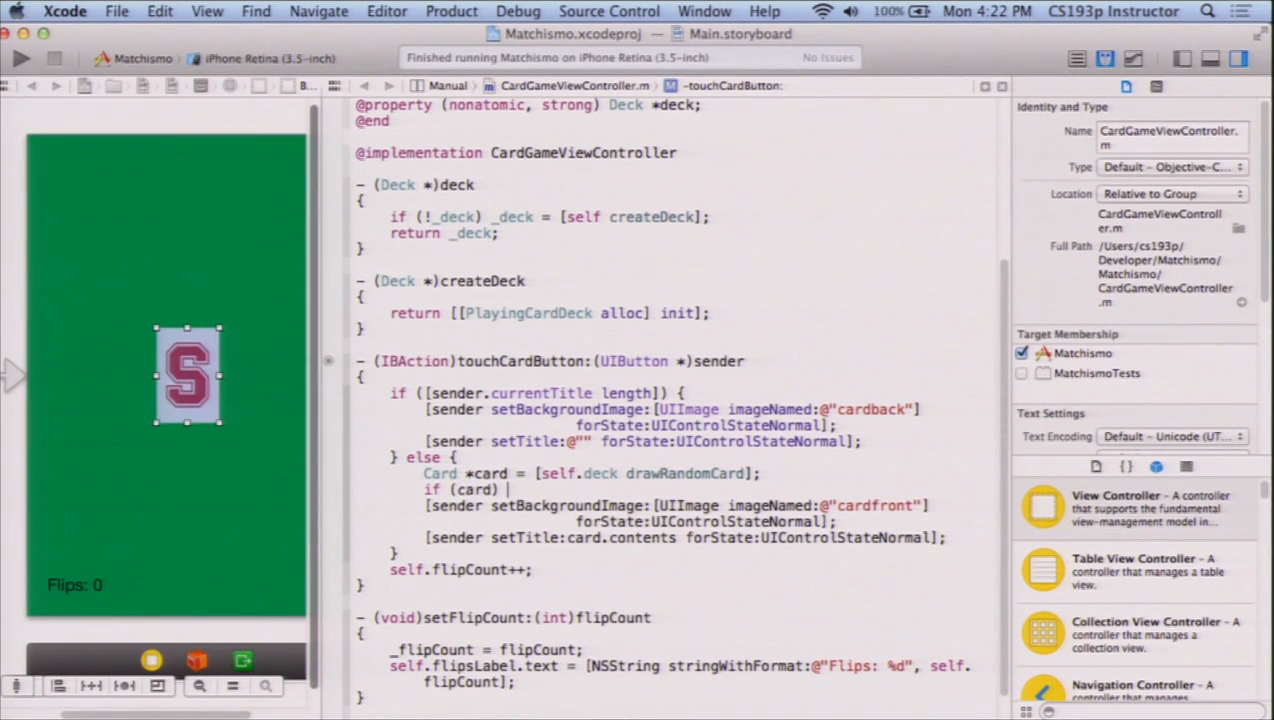 Xcode File Edit View Find Navigate Editor Product Debug Source Control Window Help 100% Mon 4:22 PM CS193p Instructor
Matchismo.xcodeproj — Main.storyboard
Matchismo iPhone Retina (3.5-inch) Finished running Matchismo on iPhone Retina (3.5-inch) No Issues
B... Manual CardGameViewController.m M -touchCardButton:
@property (nonatomic, strong) Deck *deck;
@end
@implementation CardGameViewController
- (Deck *)deck
{
if (!_deck) _deck = [self createDeck];
return _deck;
}
- (Deck *)createDeck
{
return [[PlayingCardDeck alloc] init];
}
- (IBAction)touchCardButton:(UIButton *)sender
{
if ([sender.currentTitle length]) {
[sender setBackgroundImage:[UIImage imageNamed:@"cardback"]
forState:UIControlStateNormal];
[sender setTitle:@"" forState:UIControlStateNormal];
} else {
Card *card = [self.deck drawRandomCard];
if (card)
[sender setBackgroundImage:[UIImage imageNamed:@"cardfront"]
forState:UIControlStateNormal];
[sender setTitle:card.contents forState:UIControlStateNormal];
}
self.flipCount++;
}
- (void)setFlipCount:(int)flipCount
{
_flipCount = flipCount;
self.flipsLabel.text = [NSString stringWithFormat:@"Flips: %d", self.
flipCount];
}
S
Flips: 0
Identity and Type
Name CardGameViewController.
m
Type Default - Objective-C...
Location Relative to Group
CardGameViewControll
er.m
Full Path /Users/cs193p/
Developer/Matchismo/
Matchismo/
CardGameViewController
.m
Target Membership
Matchismo
MatchismoTests
Text Settings
Text Encoding Default - Unicode (UT...
{}
View Controller - A controller
that supports the fundamental
view-management model in...
Table View Controller - A
controller that manages a table
view.
Collection View Controller - A
controller that manages a
collection view.
Navigation Controller - A
controller that manages